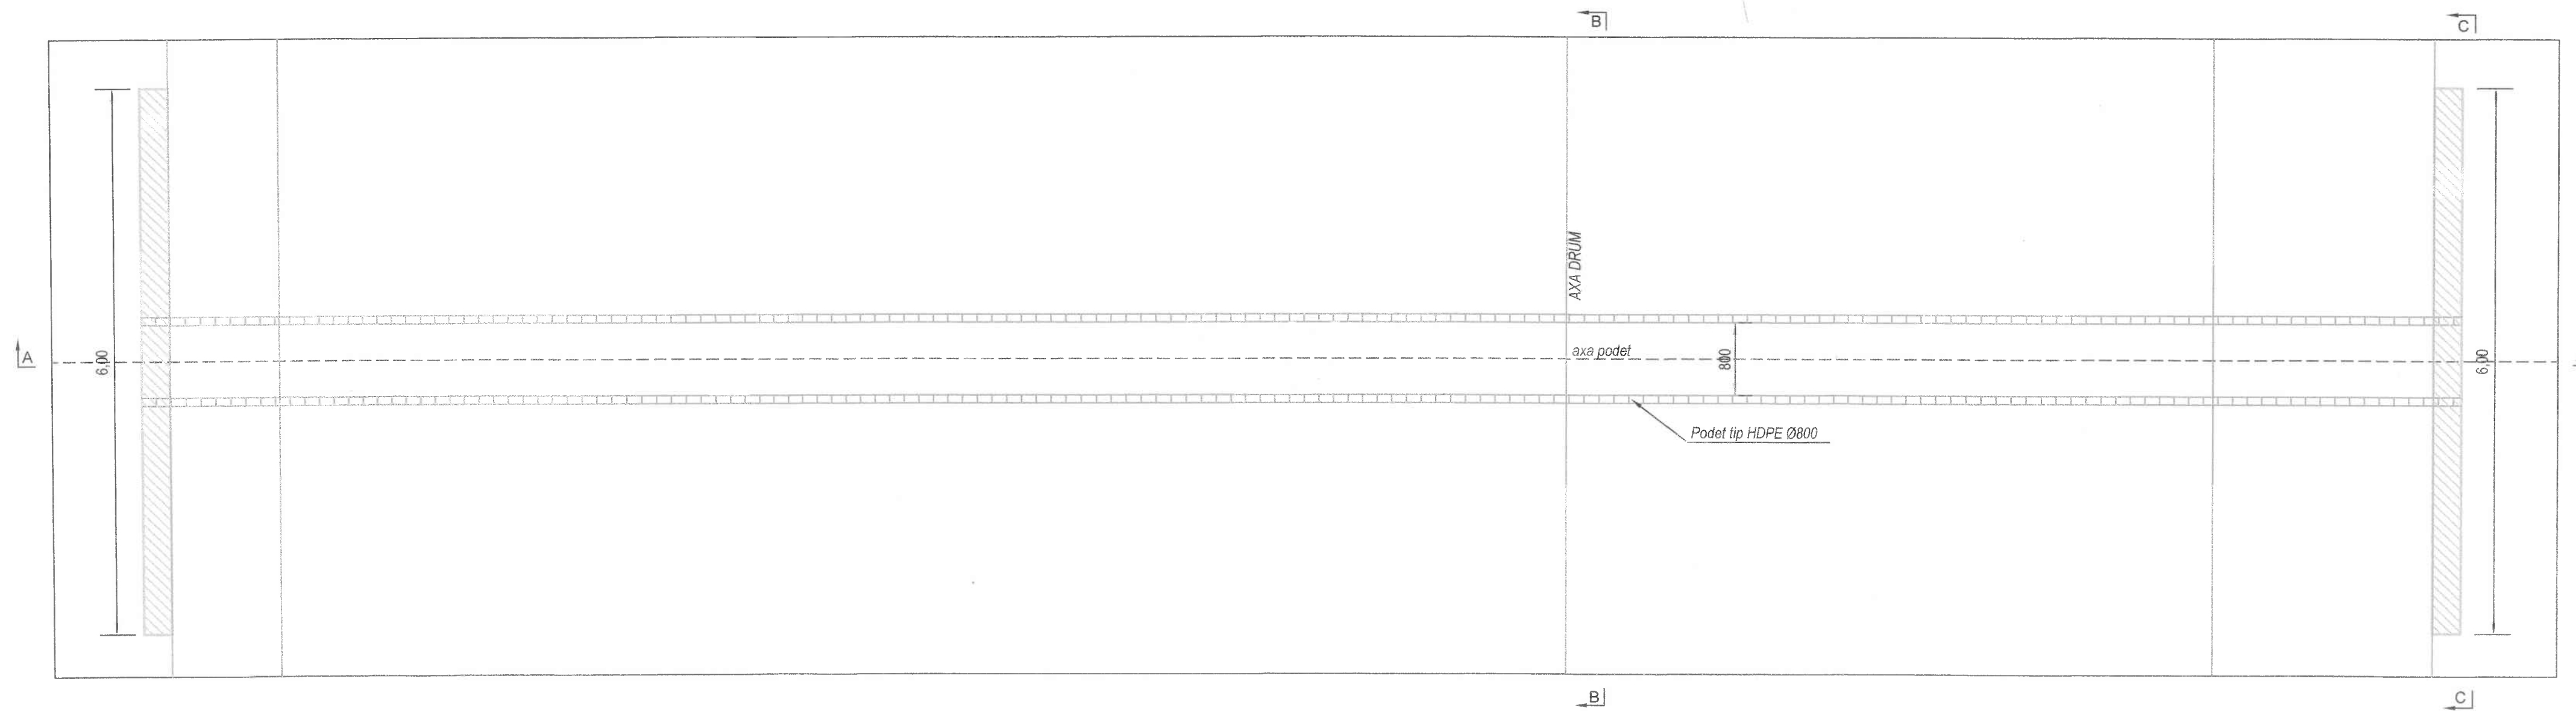 B
C
AXA DRUM
A
6,00
axa podet
800
6,00
Podet tip HDPE Ø800
B
C